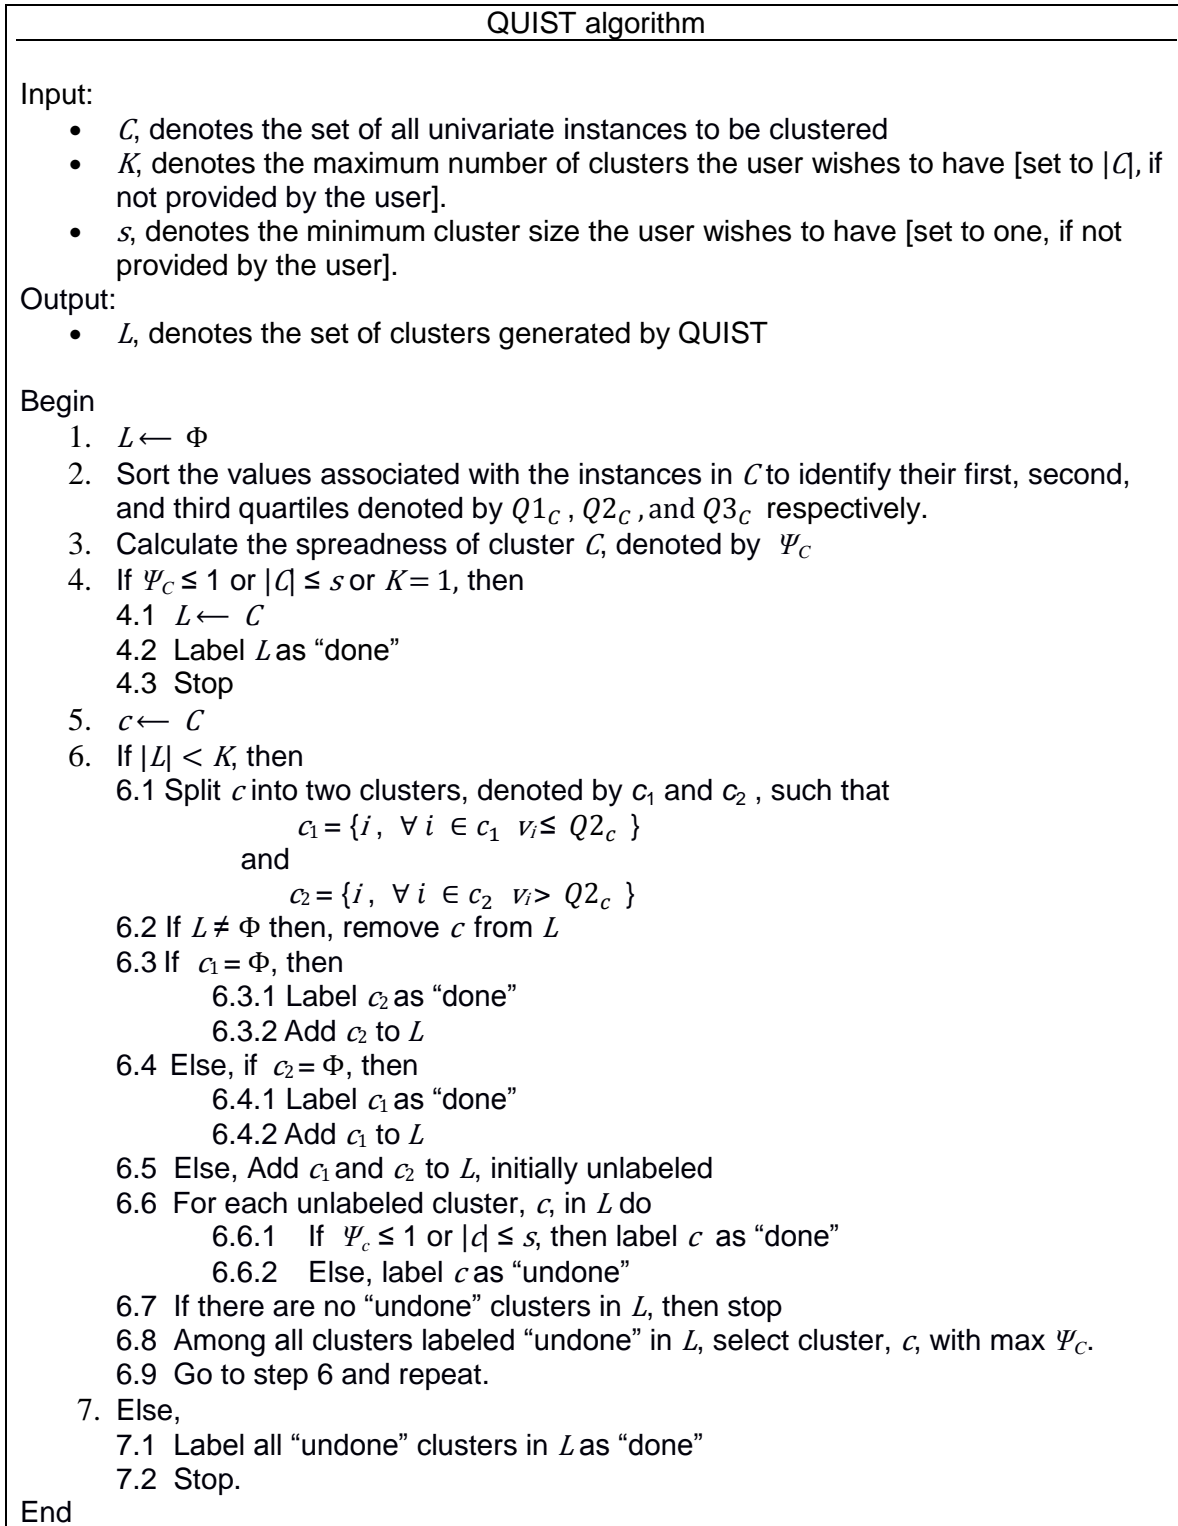 QUIST algorithm
Input:
• C, denotes the set of all univariate instances to be clustered
• K, denotes the maximum number of clusters the user wishes to have [set to |C|, if
not provided by the user].
• s, denotes the minimum cluster size the user wishes to have [set to one, if not
provided by the user].
Output:
• L, denotes the set of clusters generated by QUIST
Begin
1. L ← Φ
2. Sort the values associated with the instances in C to identify their first, second,
and third quartiles denoted by Q1_C , Q2_C , and Q3_C respectively.
3. Calculate the spreadness of cluster C, denoted by Ψ_C
4. If Ψ_C ≤ 1 or |C| ≤ s or K = 1, then
4.1 L ← C
4.2 Label L as “done”
4.3 Stop
5. c ← C
6. If |L| < K, then
6.1 Split c into two clusters, denoted by c₁ and c₂ , such that
c₁ = {i , ∀ i ∈ c₁ vᵢ ≤ Q2_c }
and
c₂ = {i , ∀ i ∈ c₂ vᵢ > Q2_c }
6.2 If L ≠ Φ then, remove c from L
6.3 If c₁ = Φ, then
6.3.1 Label c₂ as “done”
6.3.2 Add c₂ to L
6.4 Else, if c₂ = Φ, then
6.4.1 Label c₁ as “done”
6.4.2 Add c₁ to L
6.5 Else, Add c₁ and c₂ to L, initially unlabeled
6.6 For each unlabeled cluster, c, in L do
6.6.1 If Ψ_c ≤ 1 or |c| ≤ s, then label c as “done”
6.6.2 Else, label c as “undone”
6.7 If there are no “undone” clusters in L, then stop
6.8 Among all clusters labeled “undone” in L, select cluster, c, with max Ψ_C.
6.9 Go to step 6 and repeat.
7. Else,
7.1 Label all “undone” clusters in L as “done”
7.2 Stop.
End